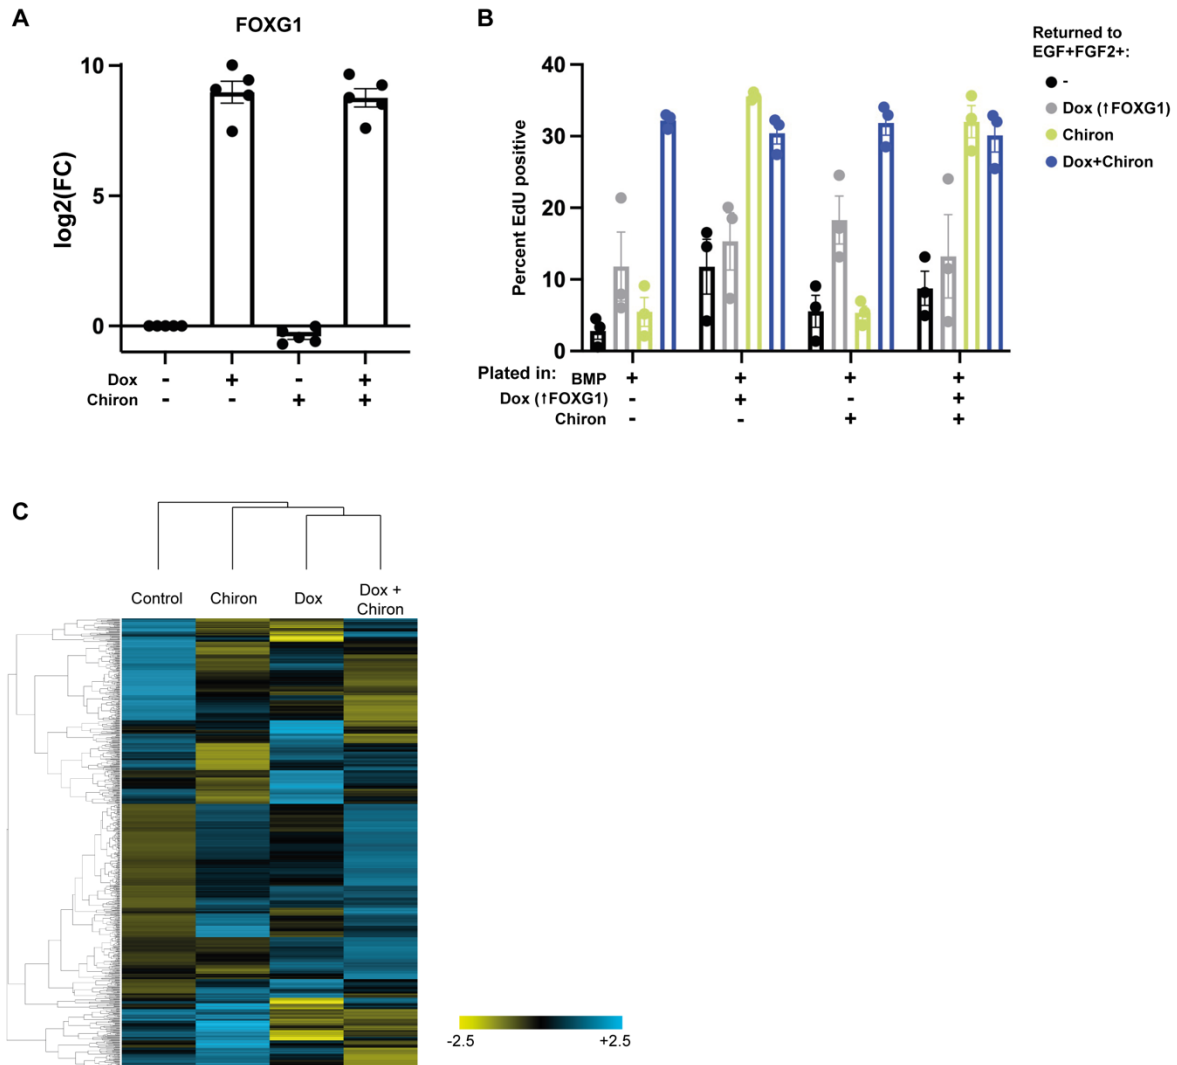 A
FOXG1
log2(FC)
10
5
0
Dox - + - +
Chiron - - + +
B
Percent EdU positive
40
30
20
10
0
Plated in: BMP + + + +
Dox (↑FOXG1) - + - +
Chiron - - + +
Returned to
EGF+FGF2+:
-
Dox (↑FOXG1)
Chiron
Dox+Chiron
C
Control Chiron Dox Dox +
Chiron
-2.5 +2.5